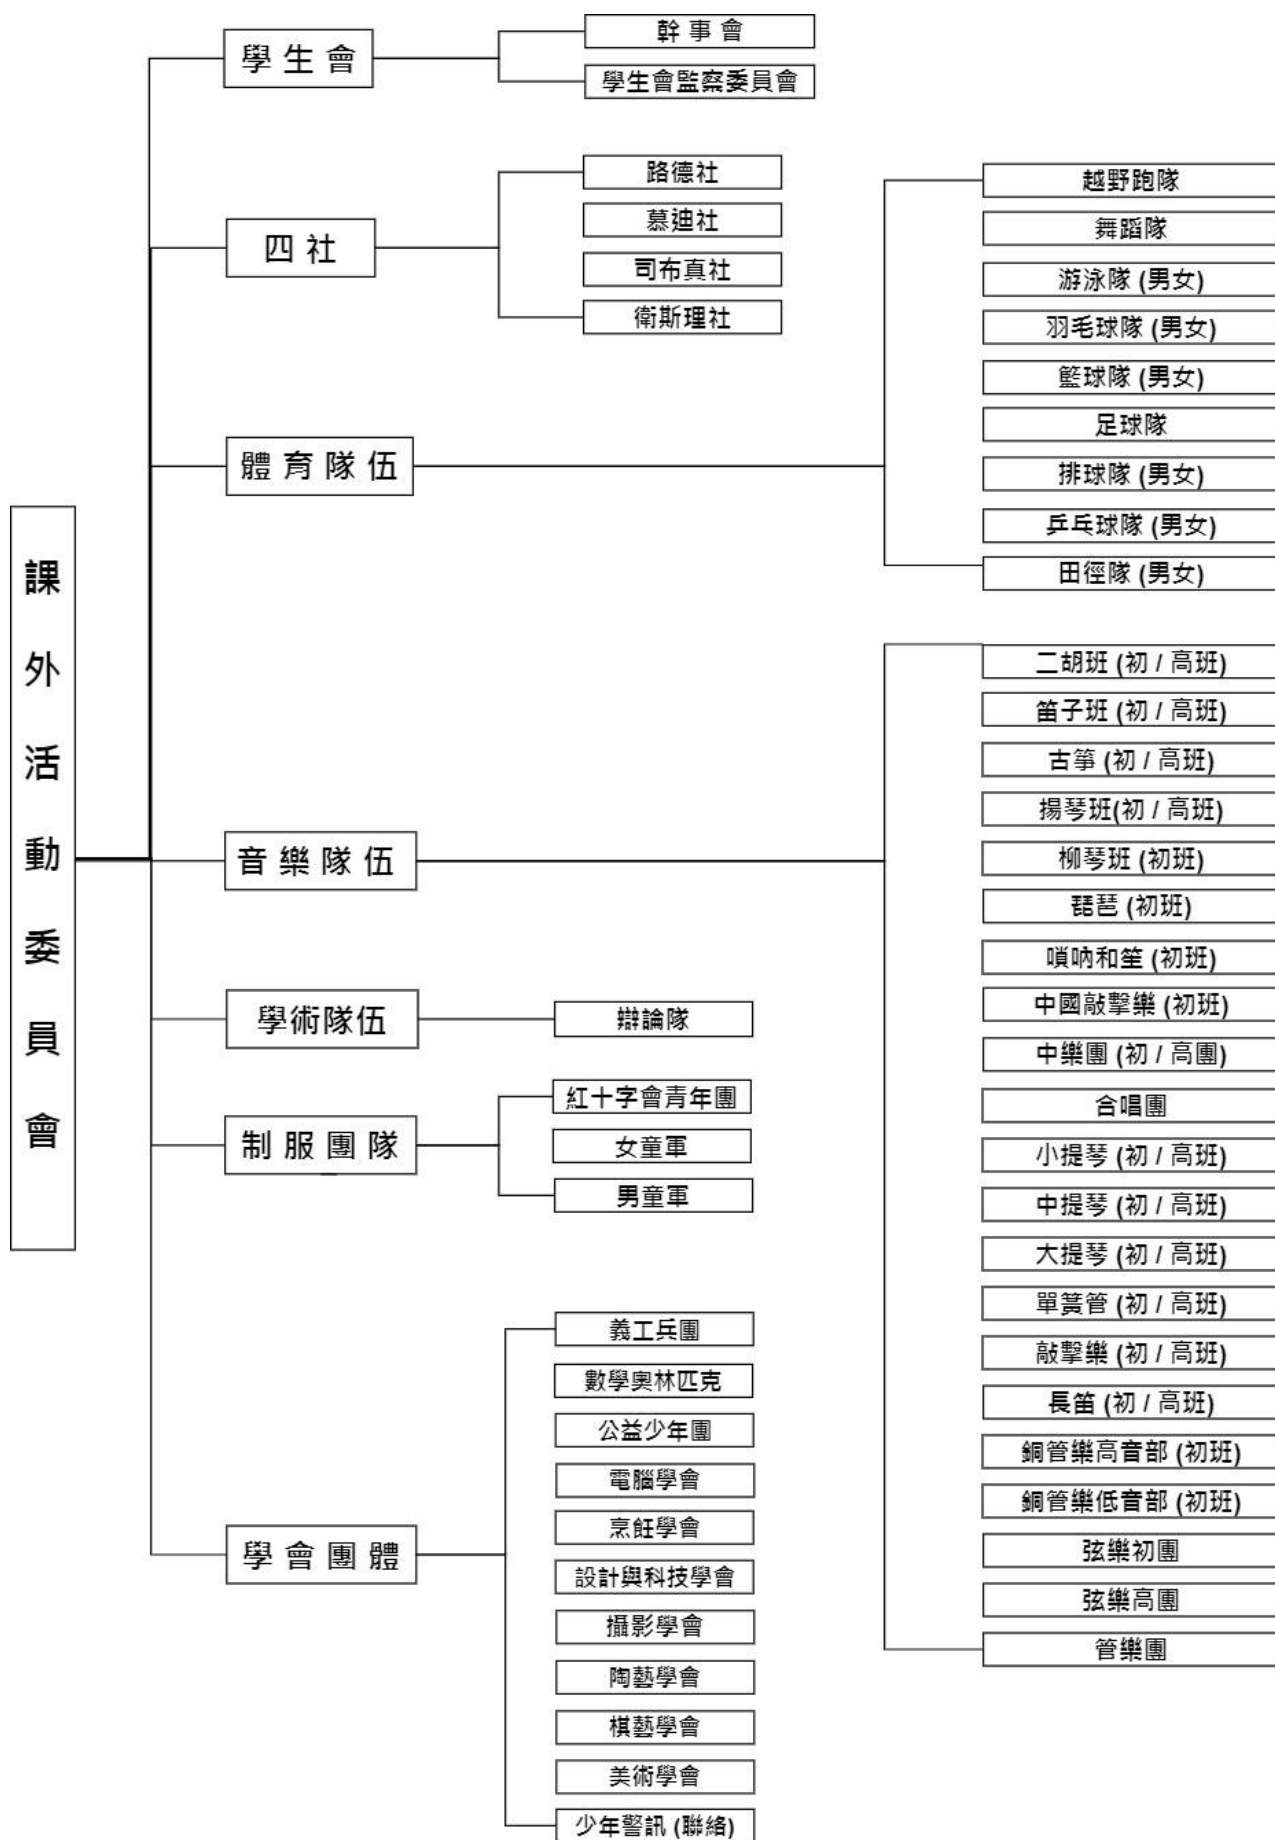 課外活動委員會
學生會
幹事會
學生會監察委員會
四社
路德社
慕迪社
司布真社
衛斯理社
體育隊伍
越野跑隊
舞蹈隊
游泳隊 (男女)
羽毛球隊 (男女)
籃球隊 (男女)
足球隊
排球隊 (男女)
乒乓球隊 (男女)
田徑隊 (男女)
音樂隊伍
二胡班 (初 / 高班)
笛子班 (初 / 高班)
古箏 (初 / 高班)
揚琴班(初 / 高班)
柳琴班 (初班)
琵琶 (初班)
嗩吶和笙 (初班)
中國敲擊樂 (初班)
中樂團 (初 / 高團)
合唱團
小提琴 (初 / 高班)
中提琴 (初 / 高班)
大提琴 (初 / 高班)
單簧管 (初 / 高班)
敲擊樂 (初 / 高班)
長笛 (初 / 高班)
銅管樂高音部 (初班)
銅管樂低音部 (初班)
弦樂初團
弦樂高團
管樂團
學術隊伍
辯論隊
制服團隊
紅十字會青年團
女童軍
男童軍
學會團體
義工兵團
數學奧林匹克
公益少年團
電腦學會
烹飪學會
設計與科技學會
攝影學會
陶藝學會
棋藝學會
美術學會
少年警訊 (聯絡)